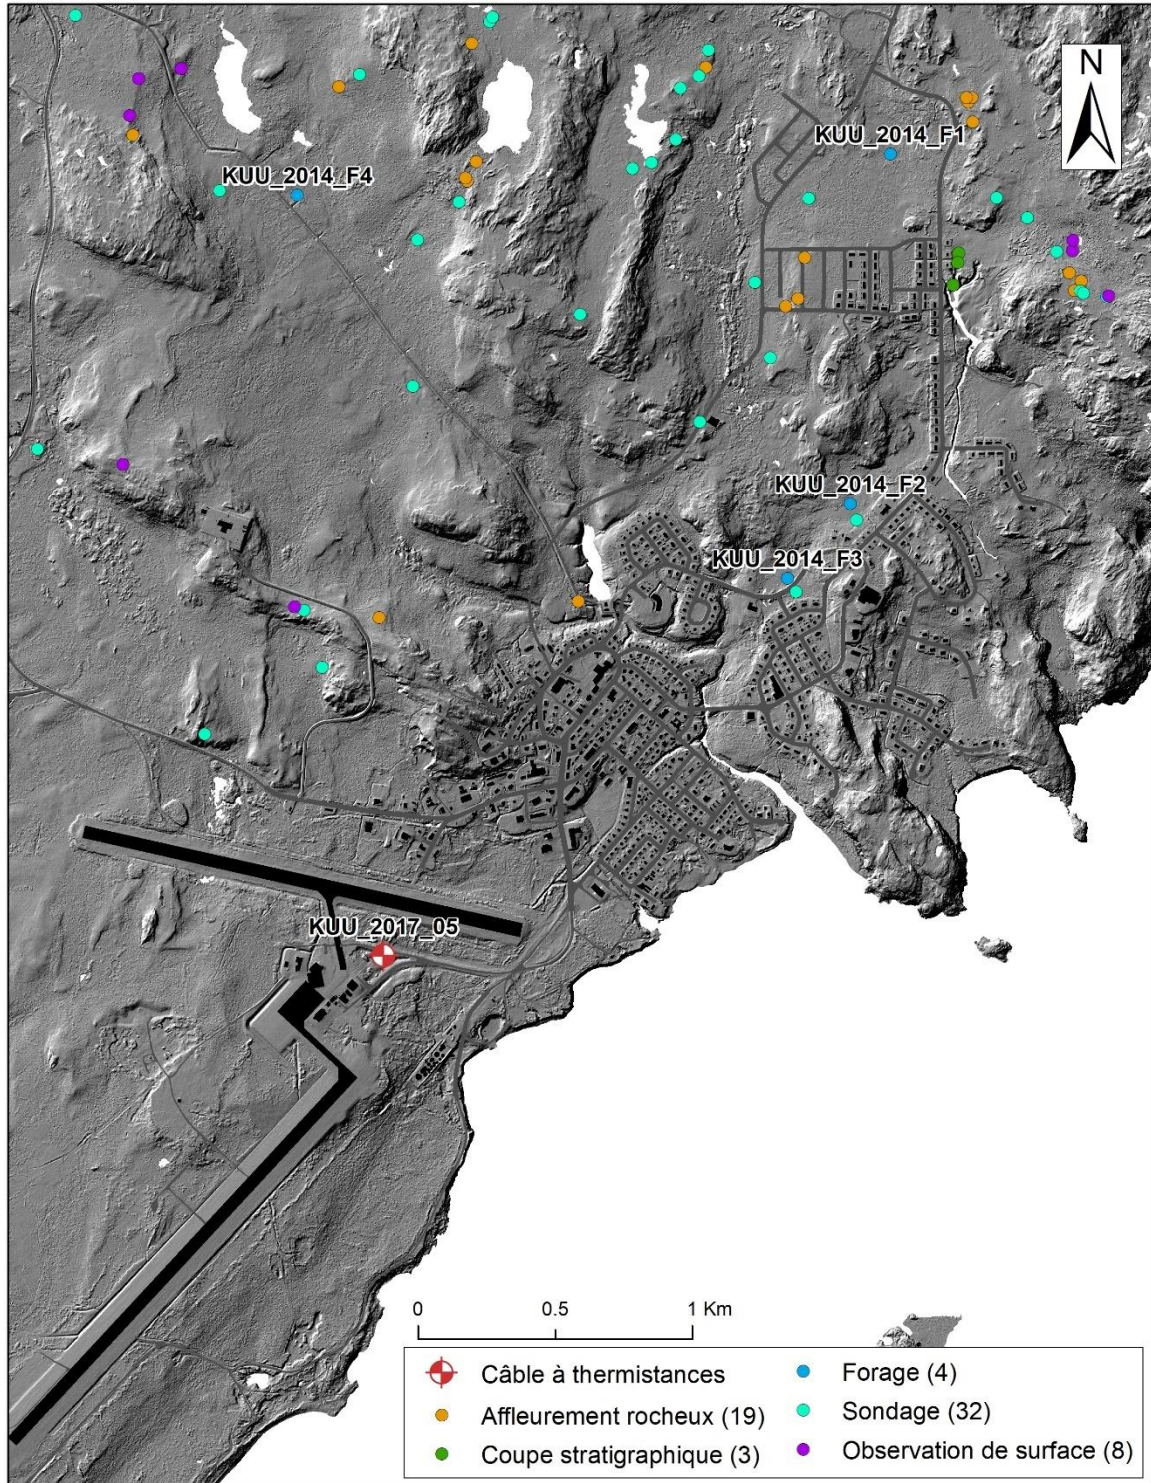 N
KUU_2014_F1
KUU_2014_F4
KUU_2014_F2
KUU_2014_F3
KUU_2017_05
0 0.5 1 Km
Câble à thermistances
Affleurement rocheux (19)
Coupe stratigraphique (3)
Forage (4)
Sondage (32)
Observation de surface (8)